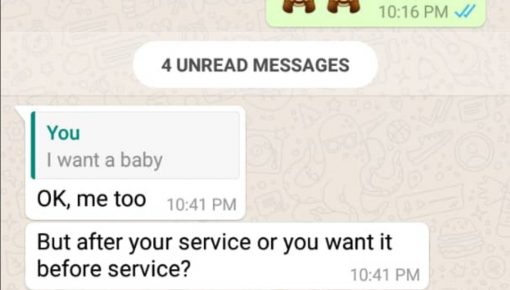 10:16 PM
4 UNREAD MESSAGES
You
I want a baby
OK, me too 10:41 PM
But after your service or you want it
before service?
10:41 PM